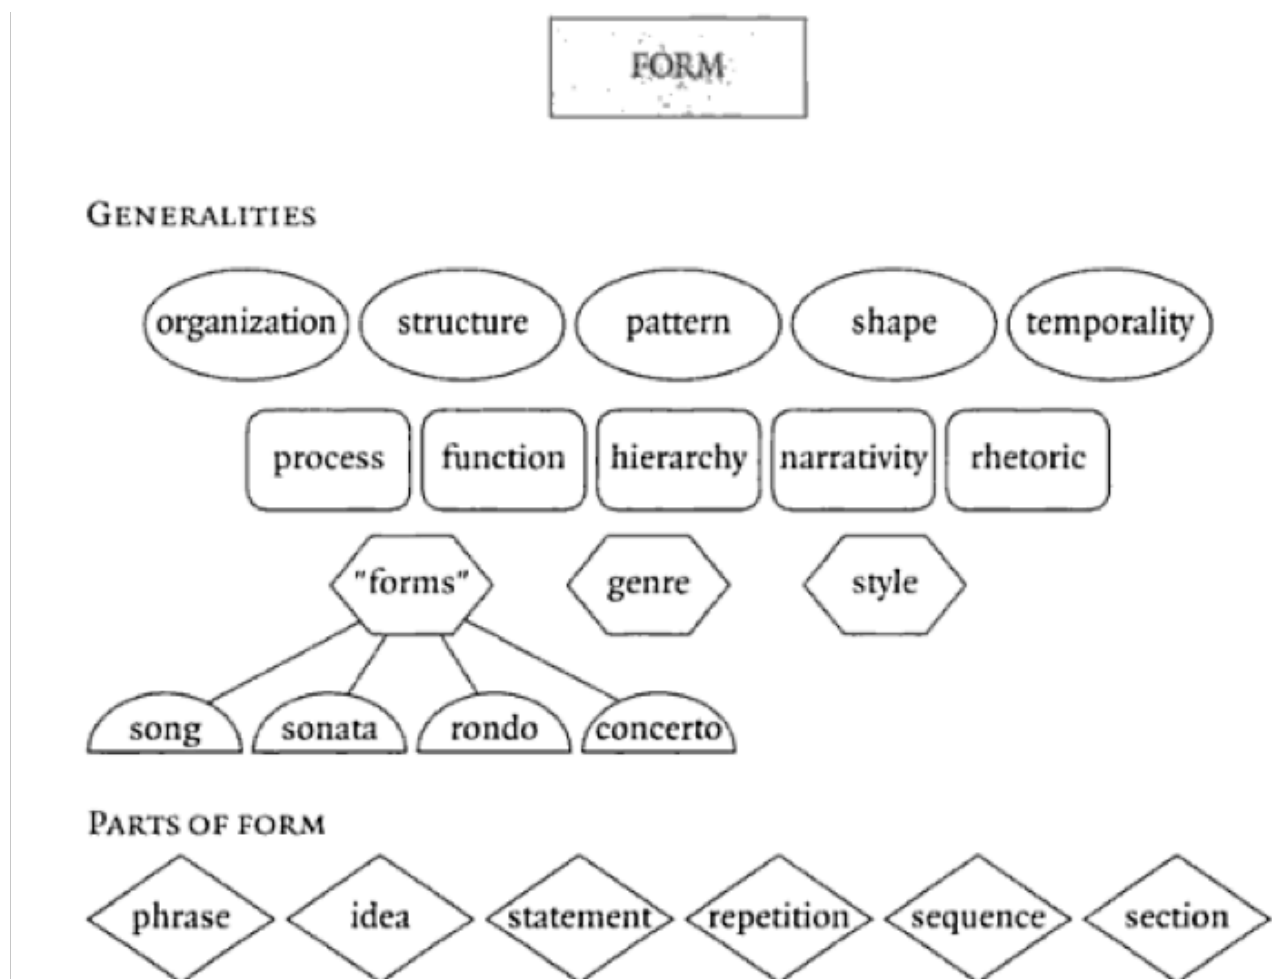 FORM
GENERALITIES
organization structure pattern shape temporality
process function hierarchy narrativity rhetoric
"forms" genre style
song sonata rondo concerto
PARTS OF FORM
phrase idea statement repetition sequence section